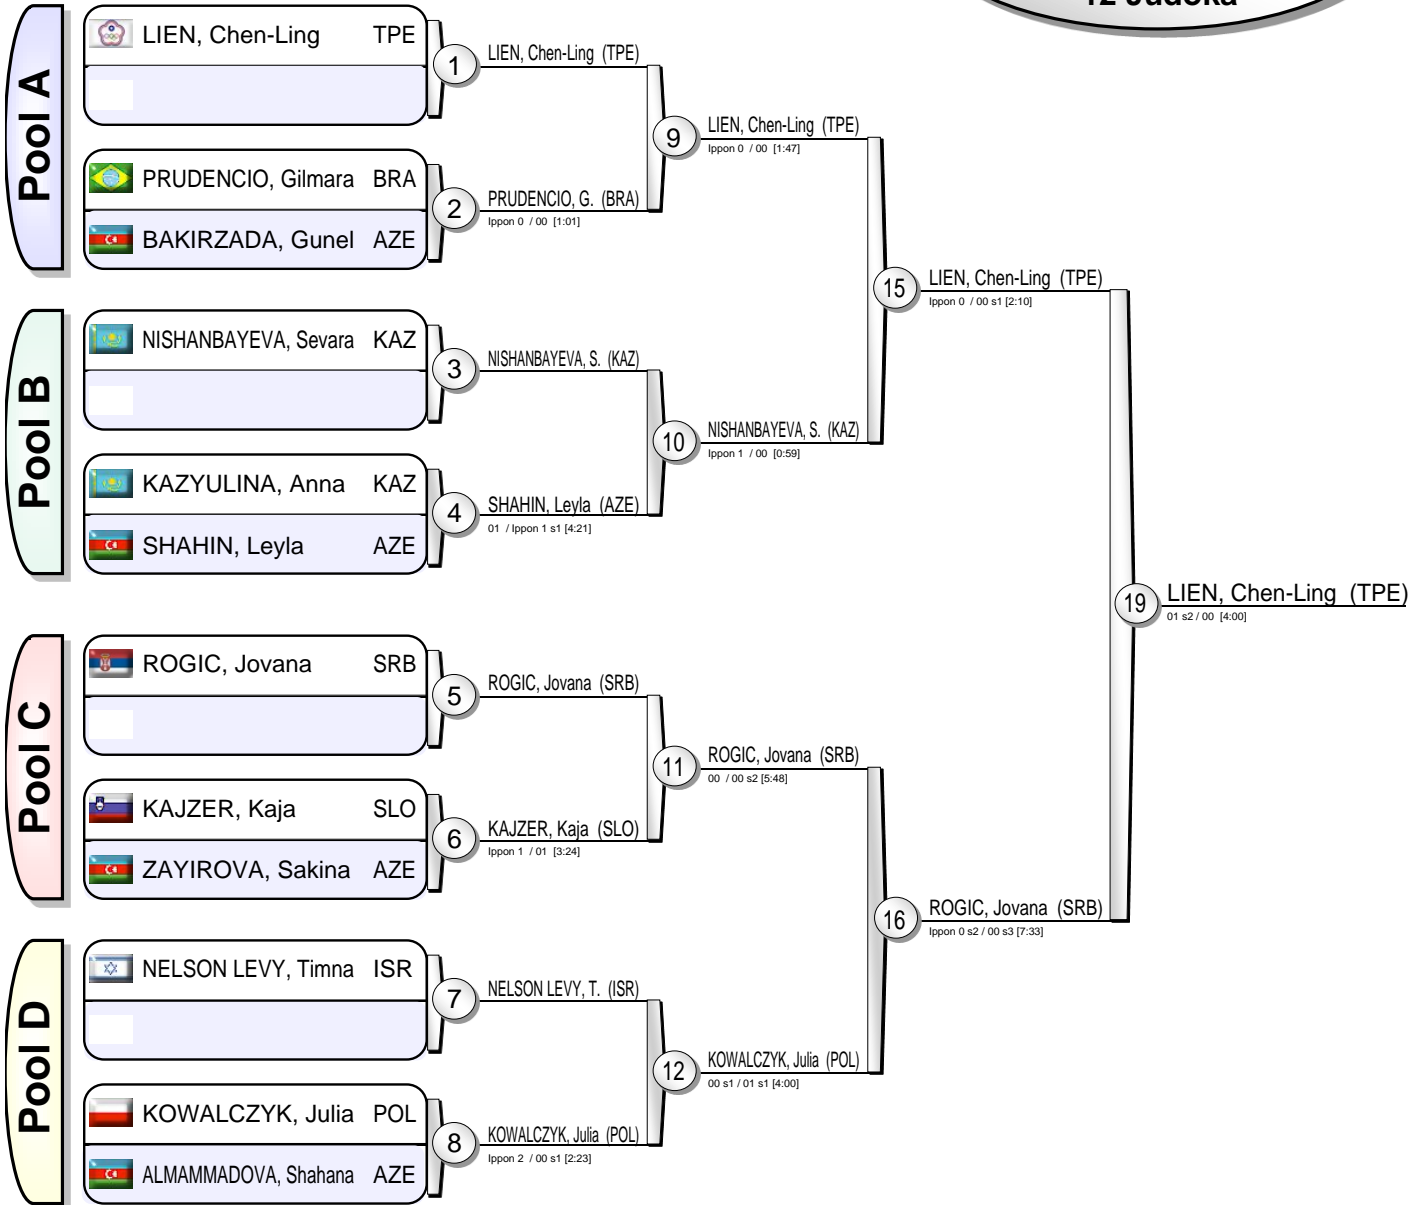 12 Judoka
Pool A
LIEN, Chen-Ling TPE
PRUDENCIO, Gilmara BRA
BAKIRZADA, Gunel AZE
1
LIEN, Chen-Ling (TPE)
2
PRUDENCIO, G. (BRA)
Ippon 0 / 00 [1:01]
9
LIEN, Chen-Ling (TPE)
Ippon 0 / 00 [1:47]
Pool B
NISHANBAYEVA, Sevara KAZ
KAZYULINA, Anna KAZ
SHAHIN, Leyla AZE
3
NISHANBAYEVA, S. (KAZ)
4
SHAHIN, Leyla (AZE)
01 / Ippon 1 s1 [4:21]
10
NISHANBAYEVA, S. (KAZ)
Ippon 1 / 00 [0:59]
15
LIEN, Chen-Ling (TPE)
Ippon 0 / 00 s1 [2:10]
Pool C
ROGIC, Jovana SRB
KAJZER, Kaja SLO
ZAYIROVA, Sakina AZE
5
ROGIC, Jovana (SRB)
6
KAJZER, Kaja (SLO)
Ippon 1 / 01 [3:24]
11
ROGIC, Jovana (SRB)
00 / 00 s2 [5:48]
Pool D
NELSON LEVY, Timna ISR
KOWALCZYK, Julia POL
ALMAMMADOVA, Shahana AZE
7
NELSON LEVY, T. (ISR)
8
KOWALCZYK, Julia (POL)
Ippon 2 / 00 s1 [2:23]
12
KOWALCZYK, Julia (POL)
00 s1 / 01 s1 [4:00]
16
ROGIC, Jovana (SRB)
Ippon 0 s2 / 00 s3 [7:33]
19
LIEN, Chen-Ling (TPE)
01 s2 / 00 [4:00]